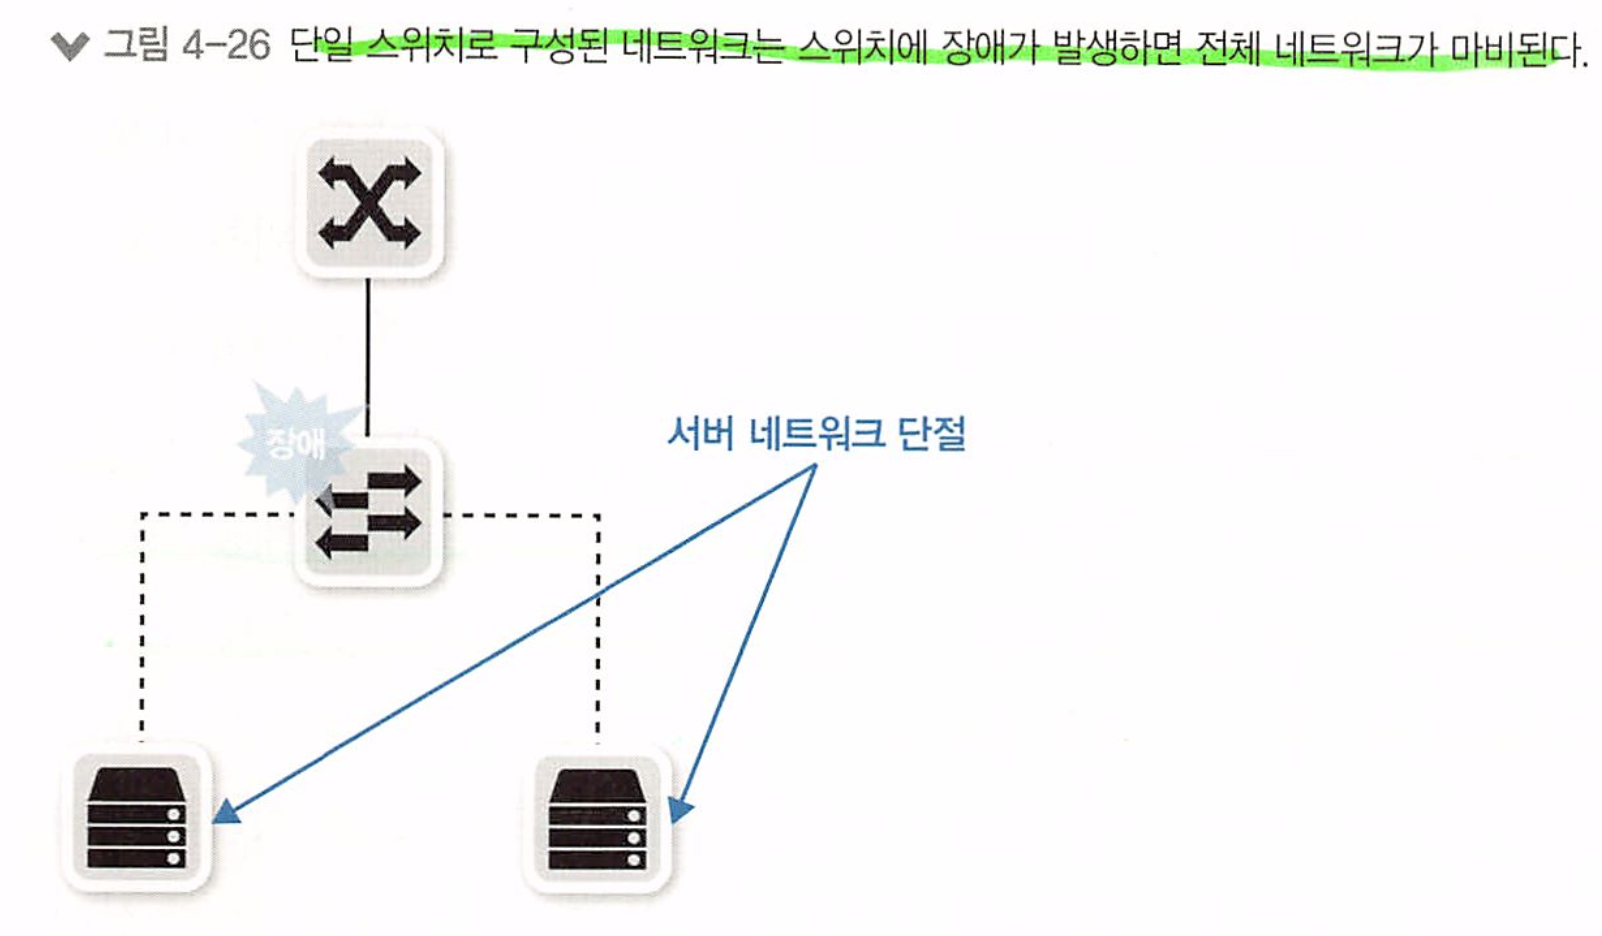 그림 4-26 단일 스위치로 구성된 네트워크는 스위치에 장애가 발생하면 전체 네트워크가 마비된다.
장애
서버 네트워크 단절